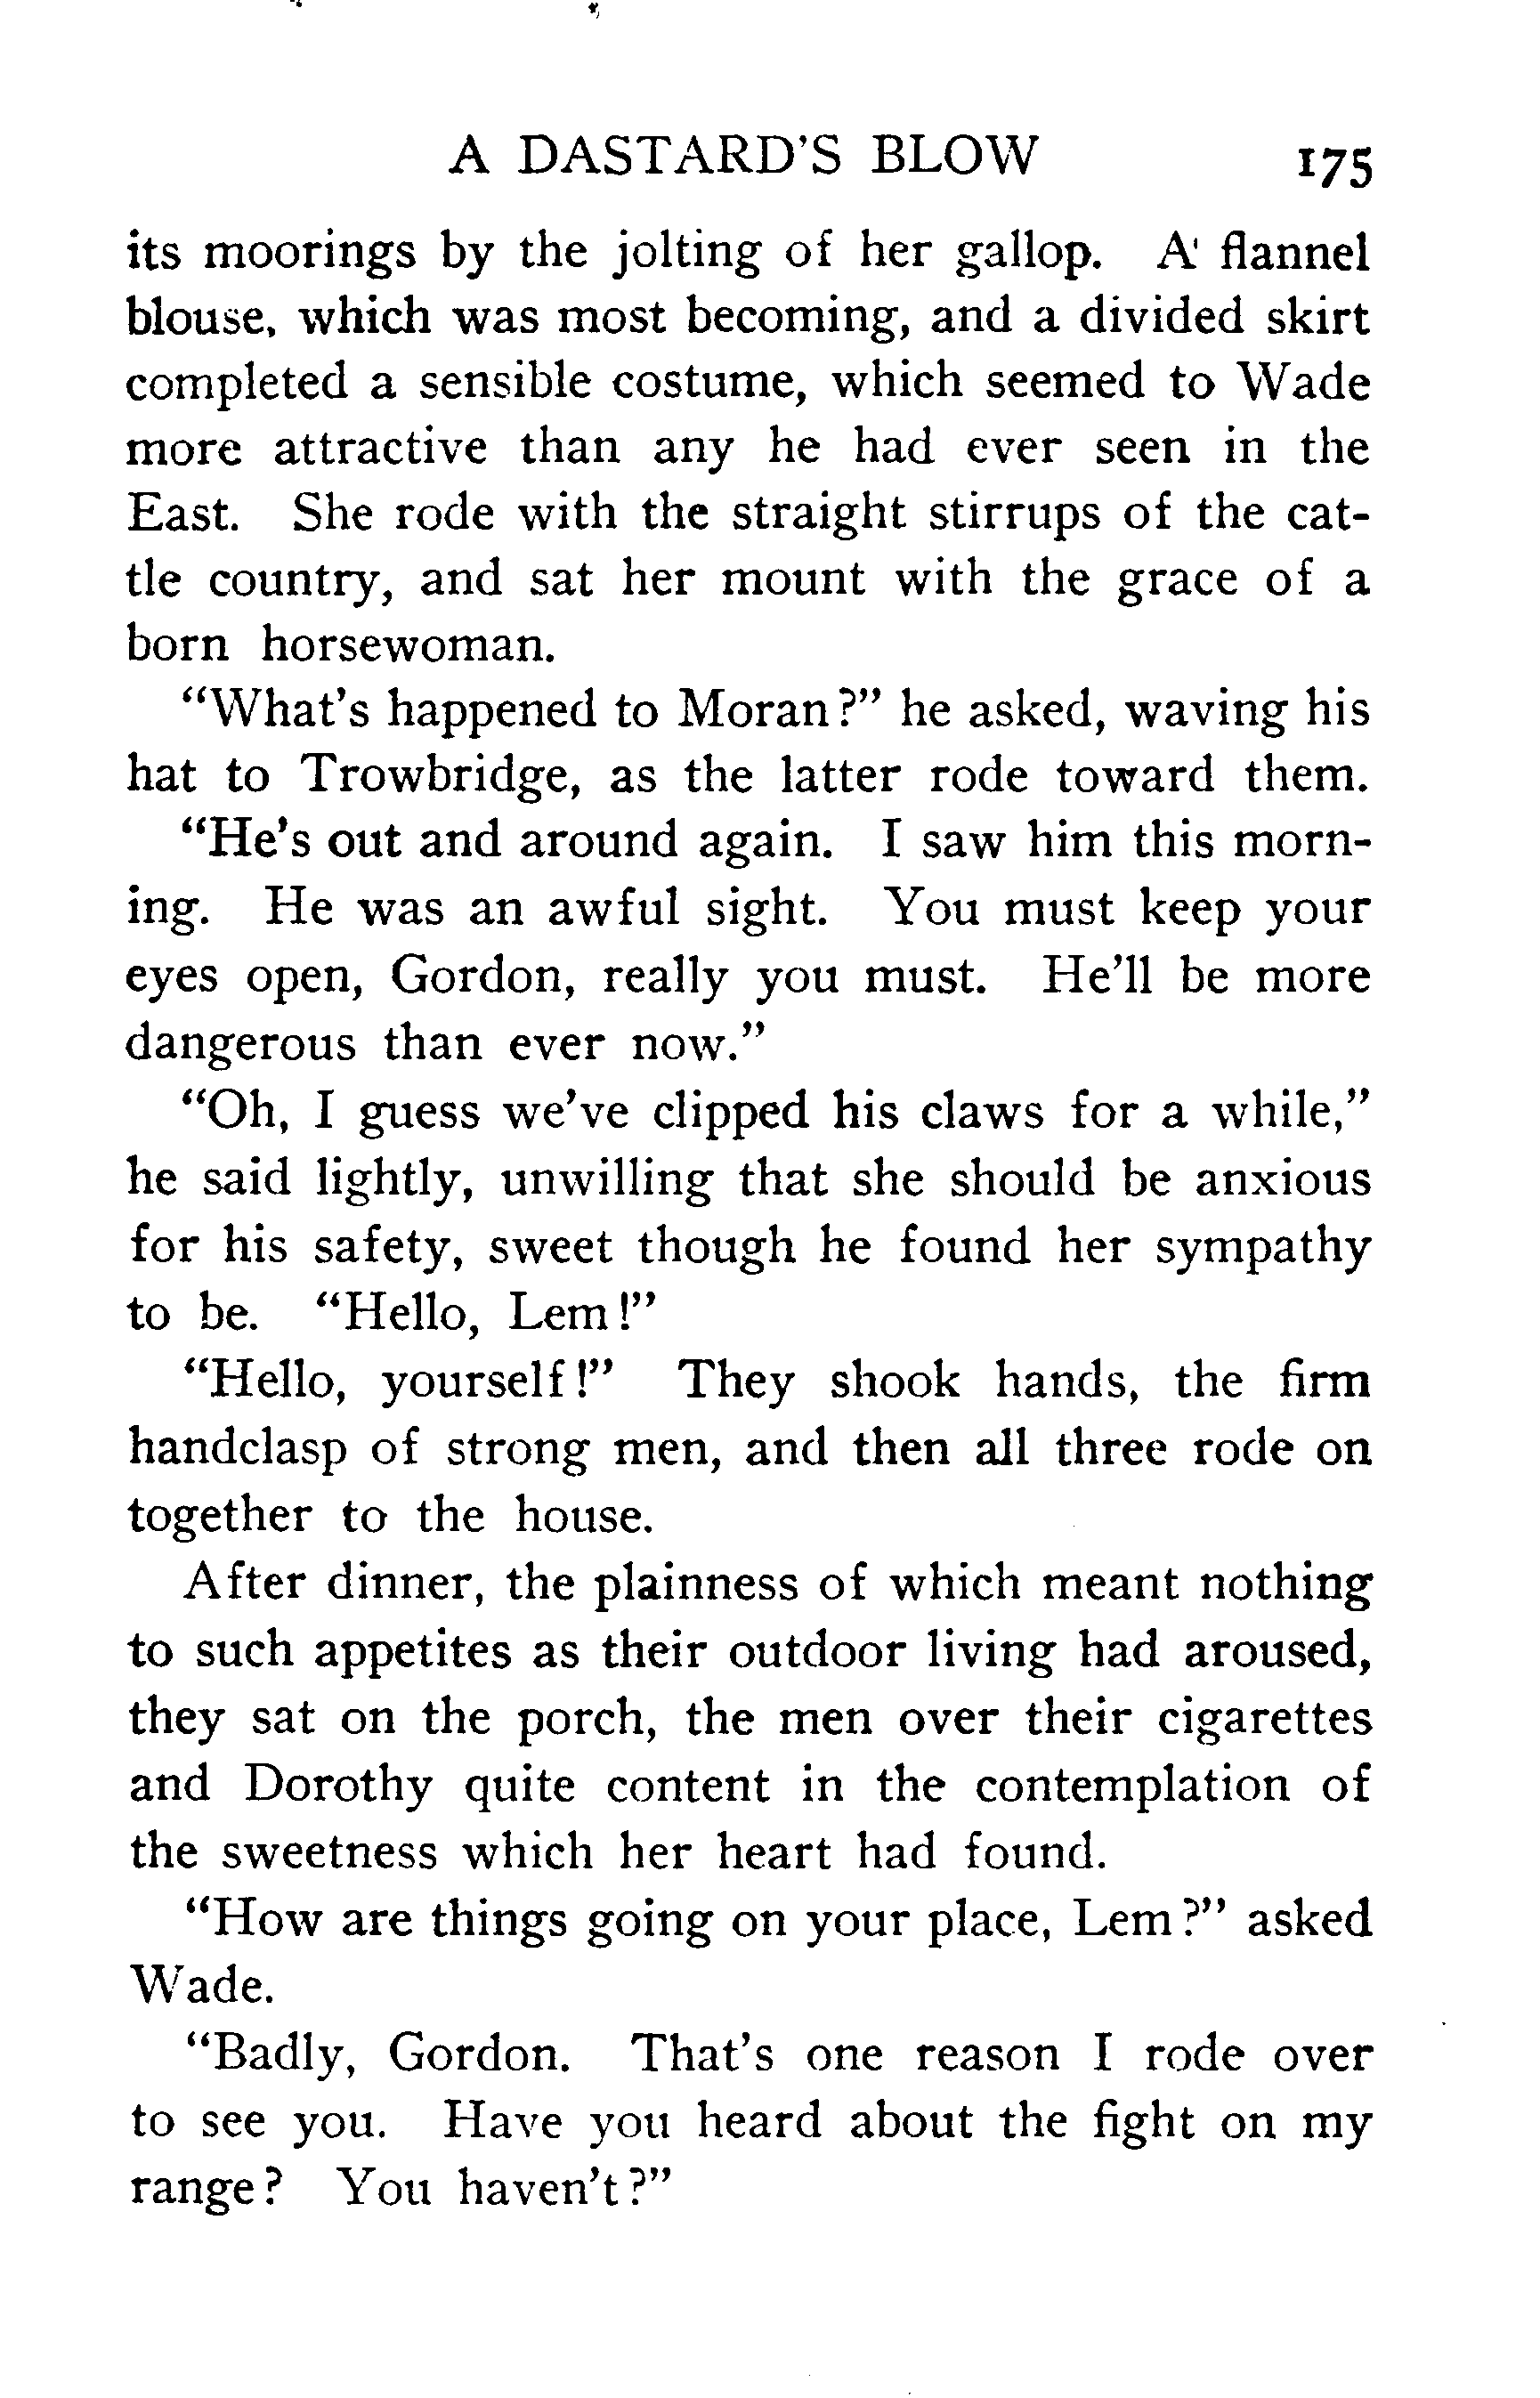 A DASTARD'S BLOW 175
its moorings by the jolting of her gallop. A flannel
blouse, which was most becoming, and a divided skirt
completed a sensible costume, which seemed to Wade
more attractive than any he had ever seen in the
East. She rode with the straight stirrups of the cat-
tle country, and sat her mount with the grace of a
born horsewoman.
"What's happened to Moran?" he asked, waving his
hat to Trowbridge, as the latter rode toward them.
"He's out and around again. I saw him this morn-
ing. He was an awful sight. You must keep your
eyes open, Gordon, really you must. He'll be more
dangerous than ever now."
"Oh, I guess we've clipped his claws for a while,"
he said lightly, unwilling that she should be anxious
for his safety, sweet though he found her sympathy
to be. "Hello, Lem!"
"Hello, yourself!" They shook hands, the firm
handclasp of strong men, and then all three rode on
together to the house.
After dinner, the plainness of which meant nothing
to such appetites as their outdoor living had aroused,
they sat on the porch, the men over their cigarettes
and Dorothy quite content in the contemplation of
the sweetness which her heart had found.
"How are things going on your place, Lem?" asked
Wade.
"Badly, Gordon. That's one reason I rode over
to see you. Have you heard about the fight on my
range? You haven't?"